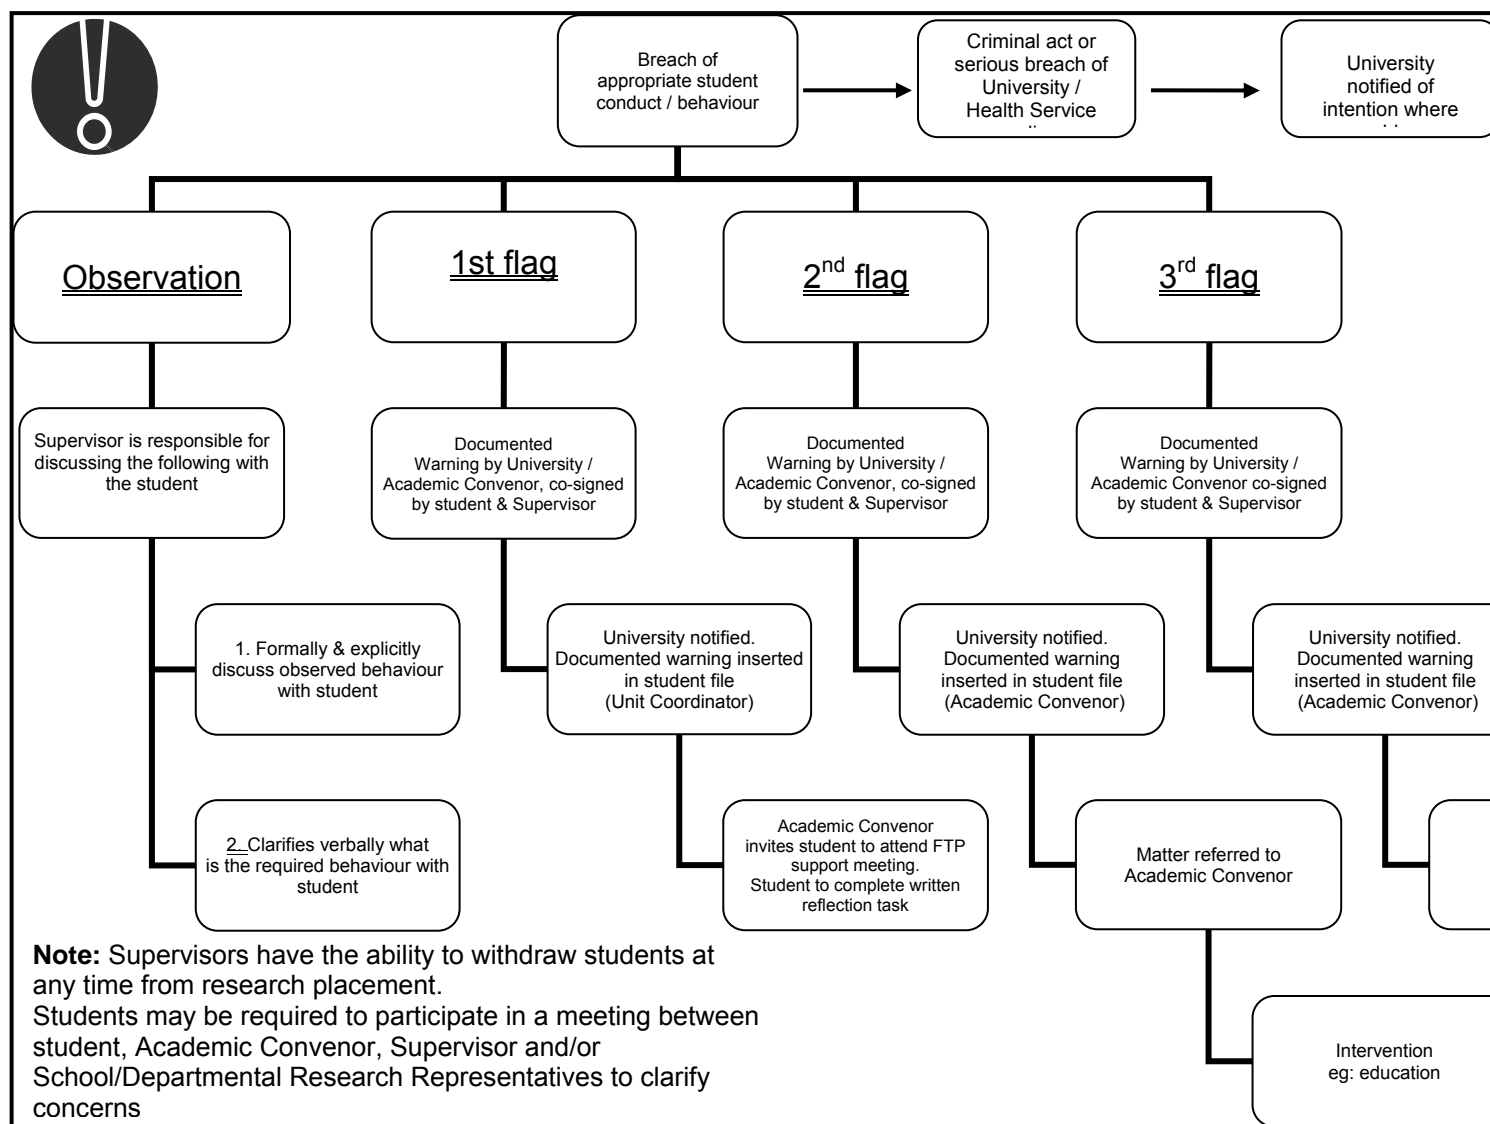 Breach of
appropriate student
conduct / behaviour
Criminal act or
serious breach of
University /
Health Service
University
notified of
intention where
Observation
1st flag
2nd flag
3rd flag
Supervisor is responsible for
discussing the following with
the student
Documented
Warning by University /
Academic Convenor, co-signed
by student & Supervisor
Documented
Warning by University /
Academic Convenor, co-signed
by student & Supervisor
Documented
Warning by University /
Academic Convenor co-signed
by student & Supervisor
1. Formally & explicitly
discuss observed behaviour
with student
University notified.
Documented warning inserted
in student file
(Unit Coordinator)
University notified.
Documented warning
inserted in student file
(Academic Convenor)
University notified.
Documented warning
inserted in student file
(Academic Convenor)
2. Clarifies verbally what
is the required behaviour with
student
Academic Convenor
invites student to attend FTP
support meeting.
Student to complete written
reflection task
Matter referred to
Academic Convenor
Intervention
eg: education
Note: Supervisors have the ability to withdraw students at
any time from research placement.
Students may be required to participate in a meeting between
student, Academic Convenor, Supervisor and/or
School/Departmental Research Representatives to clarify
concerns